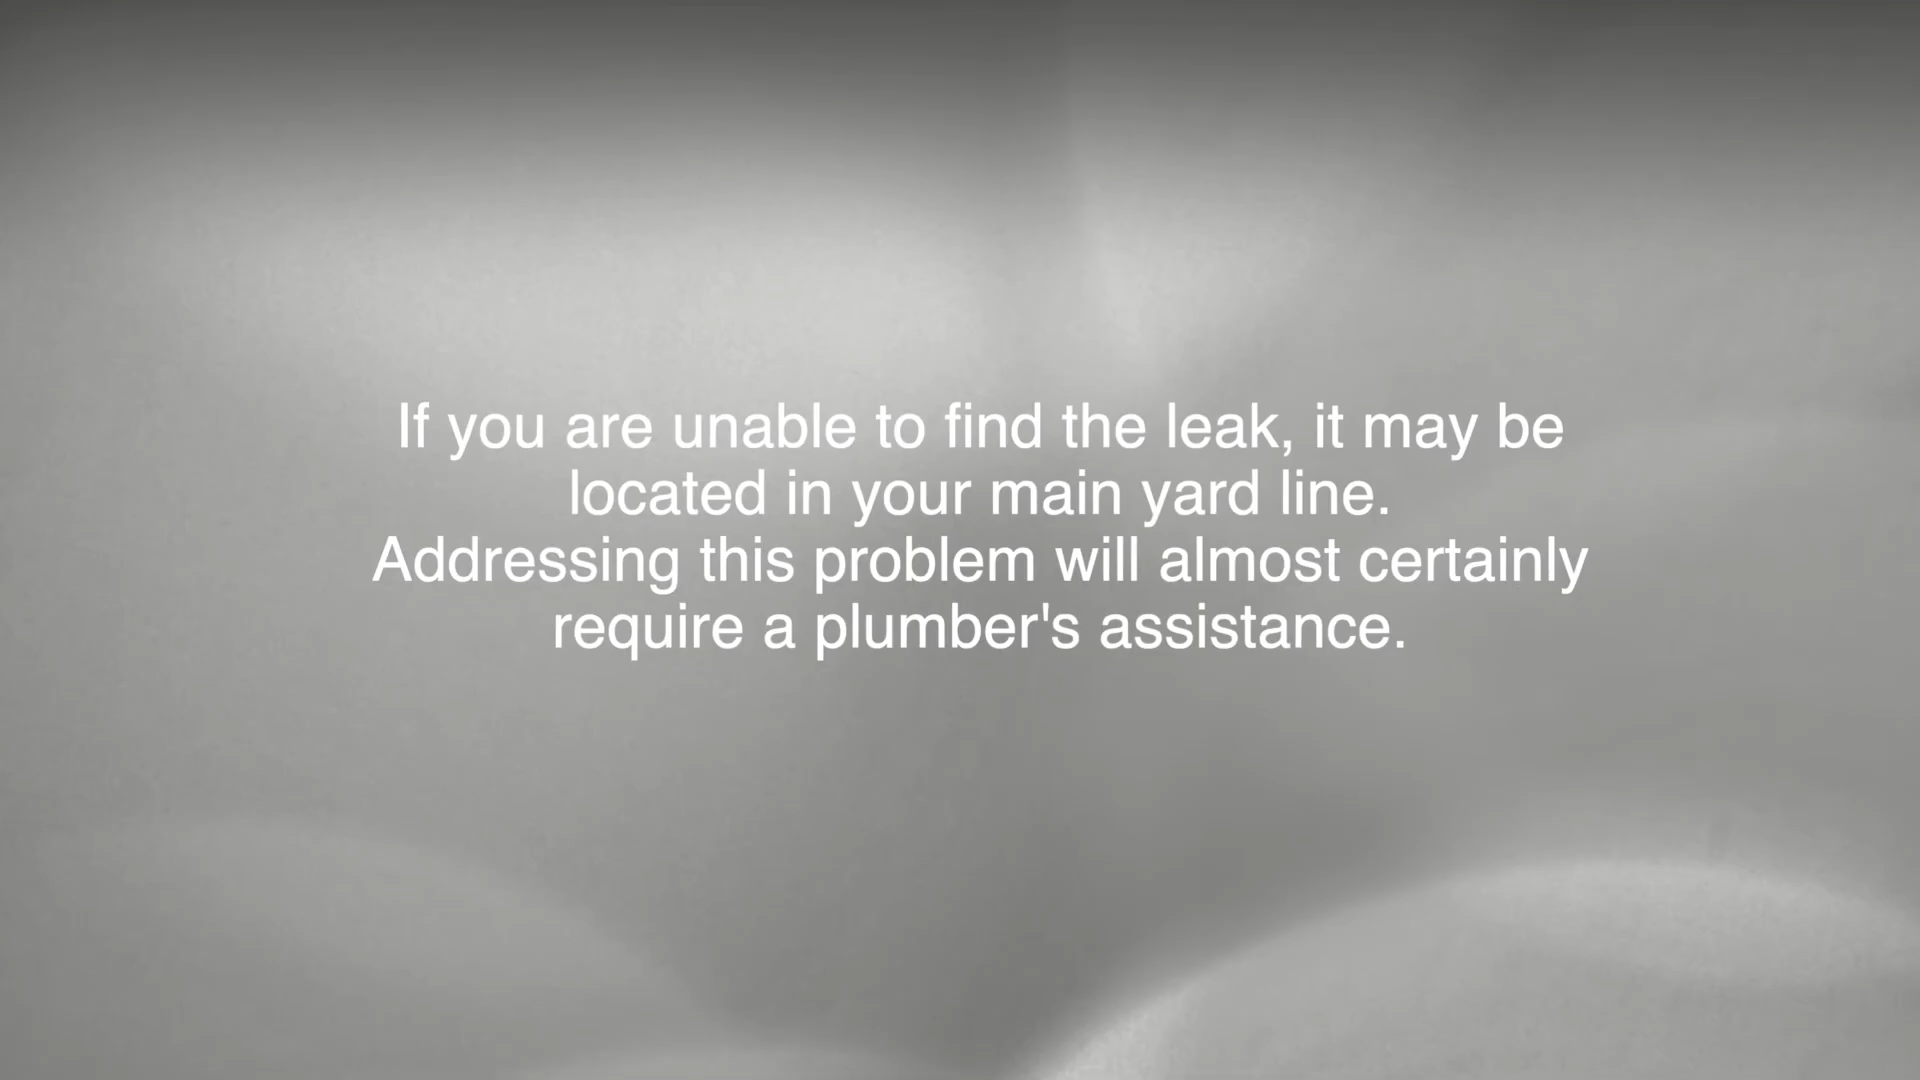 If you are unable to find the leak, it may be
located in your main yard line.
Addressing this problem will almost certainly
require a plumber's assistance.